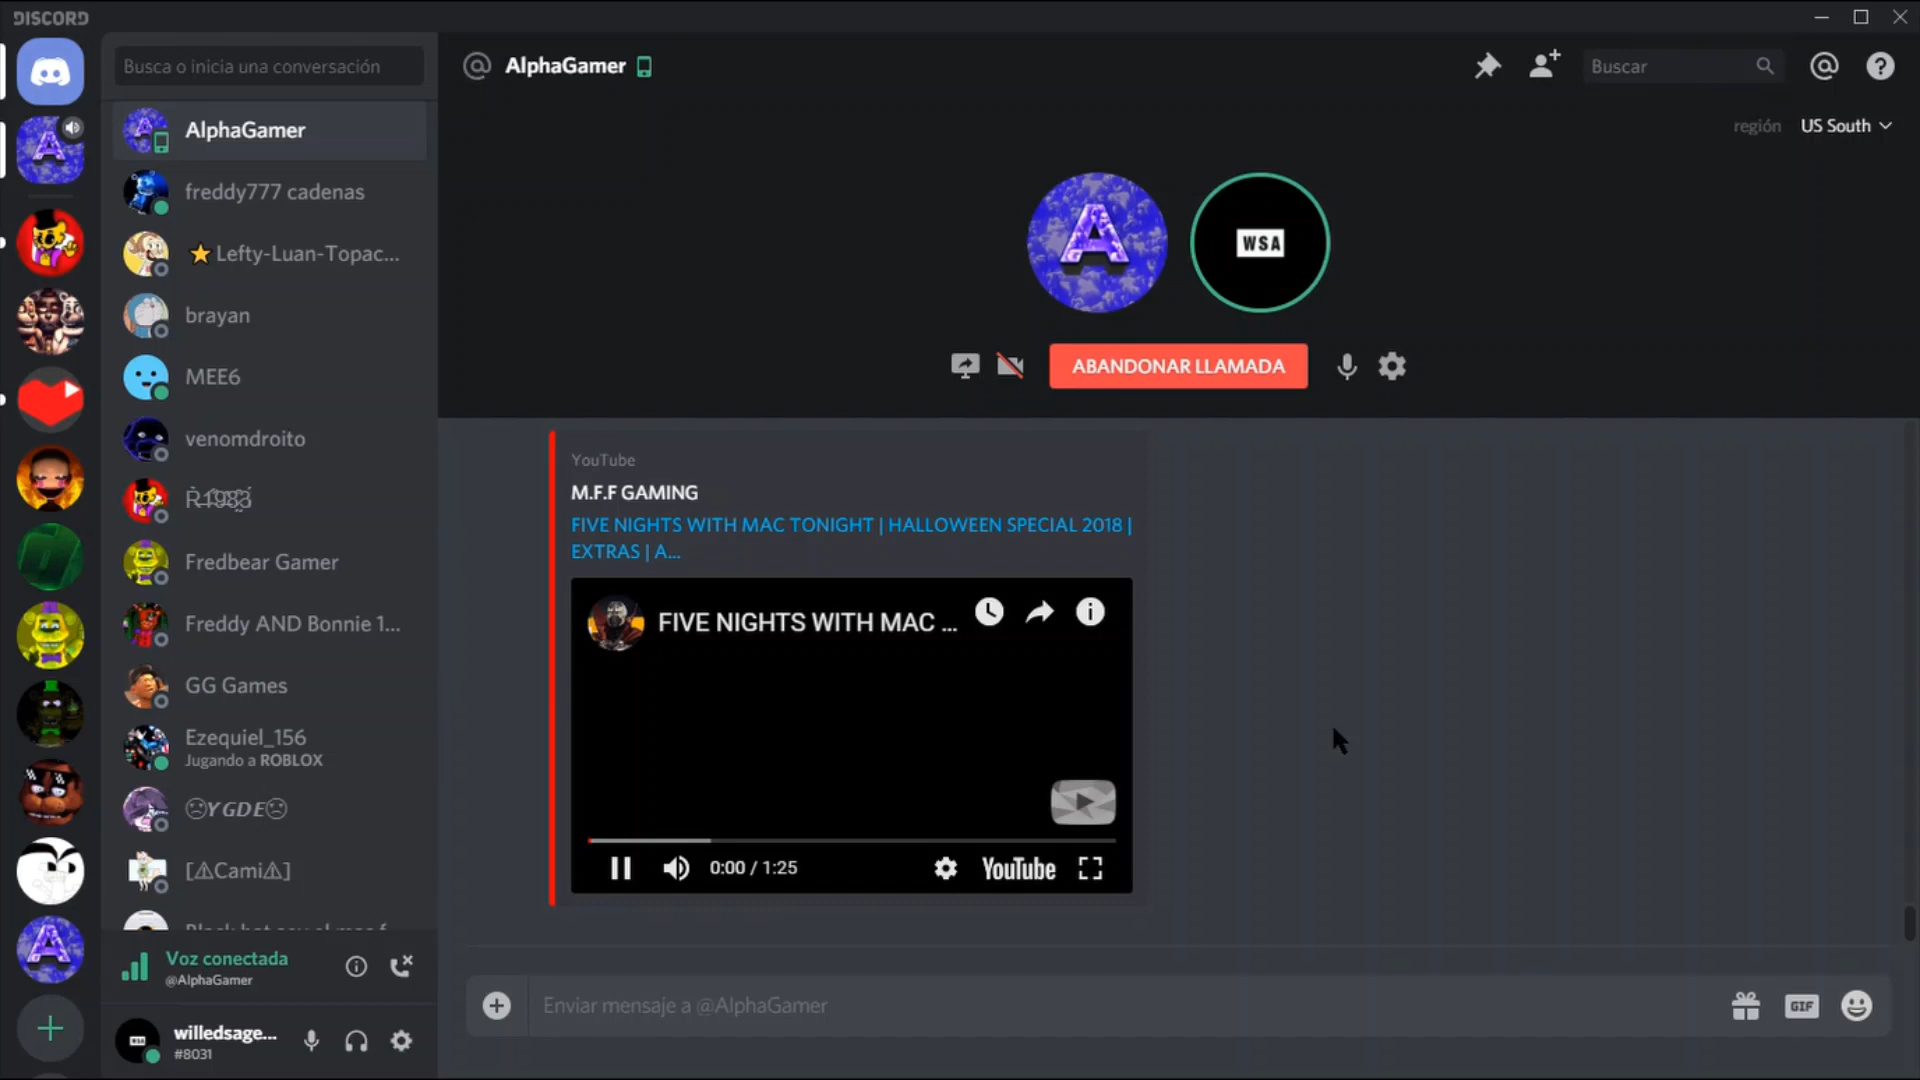 DISCORD
Busca o inicia una conversación
AlphaGamer
freddy777 cadenas
⭐Lefty-Luan-Topac...
brayan
MEE6
venomdroito
R1983
Fredbear Gamer
Freddy AND Bonnie 1...
GG Games
Ezequiel_156
Jugando a ROBLOX
☹YGDE☹
[⚠Cami⚠]
Voz conectada
@AlphaGamer
willedsage...
#8031
AlphaGamer
Buscar
región US South
A
WSA
ABANDONAR LLAMADA
YouTube
M.F.F GAMING
FIVE NIGHTS WITH MAC TONIGHT | HALLOWEEN SPECIAL 2018 |
EXTRAS | A...
FIVE NIGHTS WITH MAC ...
0:00 / 1:25
YouTube
Enviar mensaje a @AlphaGamer
GIF